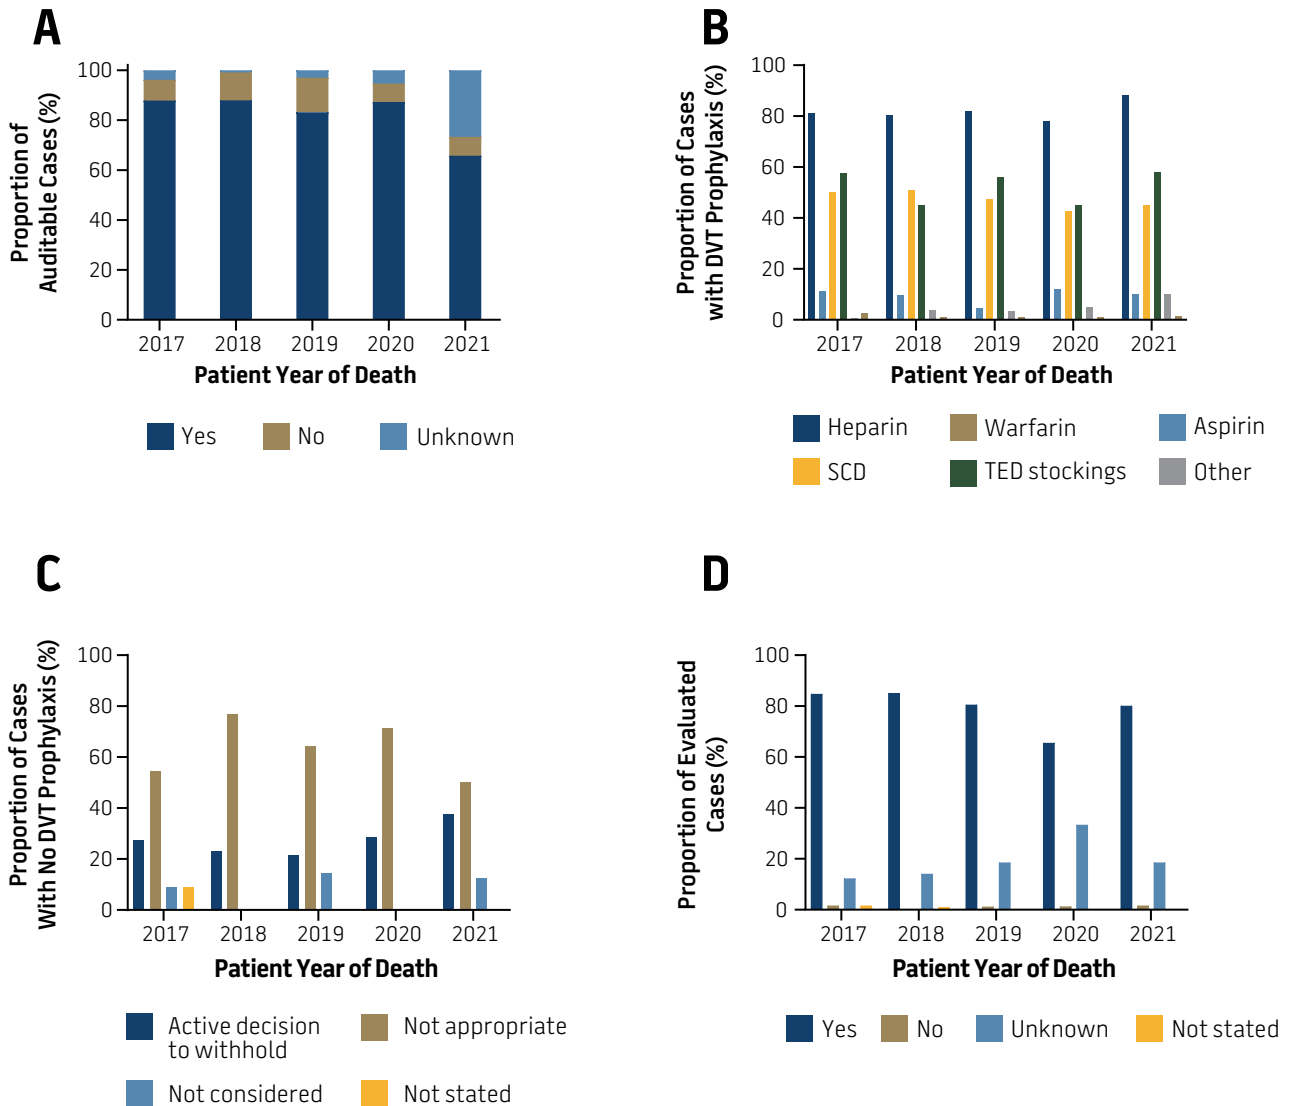 A
Proportion of
Auditable Cases (%)
100
80
60
40
20
0
2017 2018 2019 2020 2021
Patient Year of Death
Yes No Unknown
B
Proportion of Cases
with DVT Prophylaxis (%)
100
80
60
40
20
0
2017 2018 2019 2020 2021
Patient Year of Death
Heparin Warfarin Aspirin
SCD TED stockings Other
C
Proportion of Cases
With No DVT Prophylaxis (%)
100
80
60
40
20
0
2017 2018 2019 2020 2021
Patient Year of Death
Active decision
to withhold
Not appropriate
Not considered Not stated
D
Proportion of Evaluated
Cases (%)
100
80
60
40
20
0
2017 2018 2019 2020 2021
Patient Year of Death
Yes No Unknown Not stated